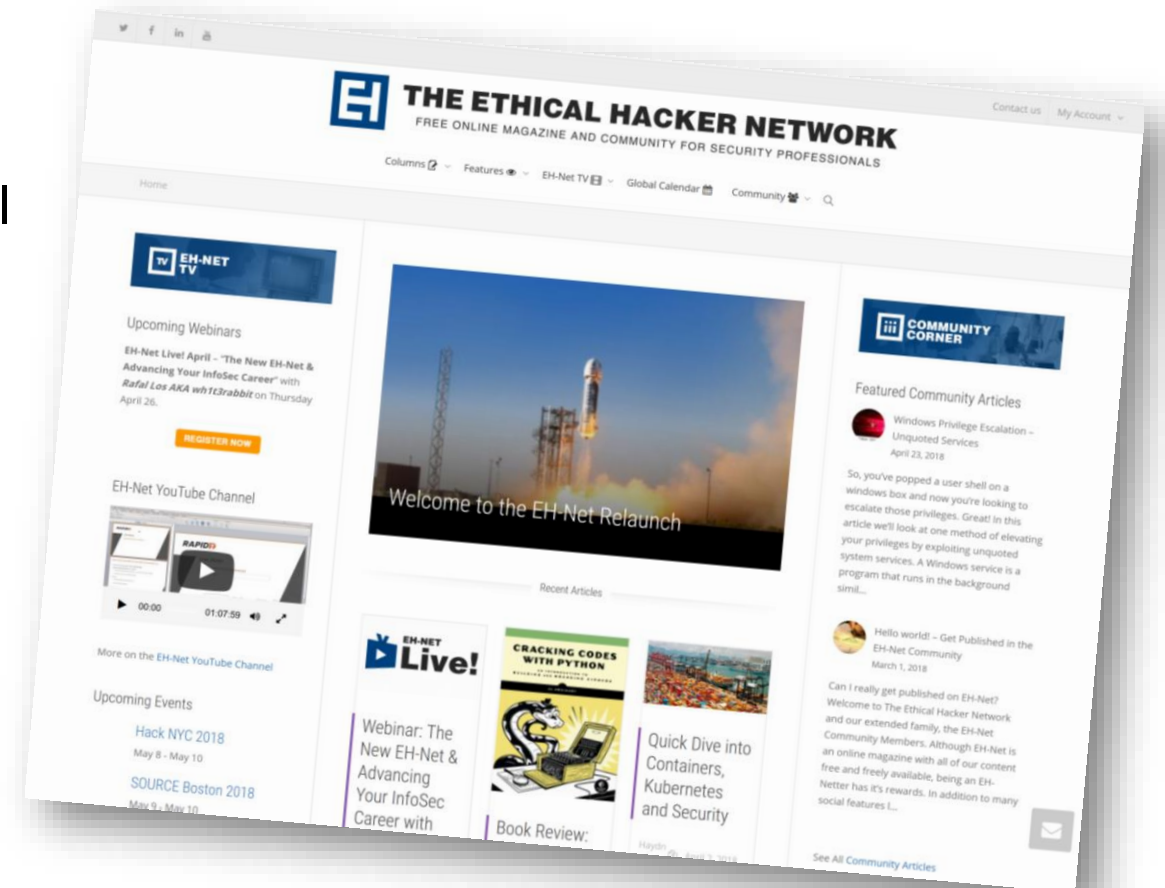 Contact us My Account
THE ETHICAL HACKER NETWORK
FREE ONLINE MAGAZINE AND COMMUNITY FOR SECURITY PROFESSIONALS
Columns Features EH-Net TV Global Calendar Community
Home
TV EH-NET
TV
Upcoming Webinars
EH-Net Live! April – "The New EH-Net &
Advancing Your InfoSec Career" with
Rafal Los AKA wh1t3rabbit on Thursday
April 26.
REGISTER NOW
EH-Net YouTube Channel
RAPID7
00:00 01:07:59
More on the EH-Net YouTube Channel
Upcoming Events
Hack NYC 2018
May 8 - May 10
SOURCE Boston 2018
May 9 - May 10
Welcome to the EH-Net Relaunch
Recent Articles
EH-NET
Live!
Webinar: The
New EH-Net &
Advancing
Your InfoSec
Career with
CRACKING CODES
WITH PYTHON
Book Review:
Quick Dive into
Containers,
Kubernetes
and Security
Haydn
April 2, 2018
COMMUNITY
CORNER
Featured Community Articles
Windows Privilege Escalation –
Unquoted Services
April 23, 2018
So, you've popped a user shell on a
windows box and now you're looking to
escalate those privileges. Great! In this
article we'll look at one method of elevating
your privileges by exploiting unquoted
system services. A Windows service is a
program that runs in the background
simil...
Hello world! – Get Published in the
EH-Net Community
March 1, 2018
Can I really get published on EH-Net?
Welcome to The Ethical Hacker Network
and our extended family, the EH-Net
Community Members. Although EH-Net is
an online magazine with all of our content
free and freely available, being an EH-
Netter has it's rewards. In addition to many
social features I...
See All Community Articles